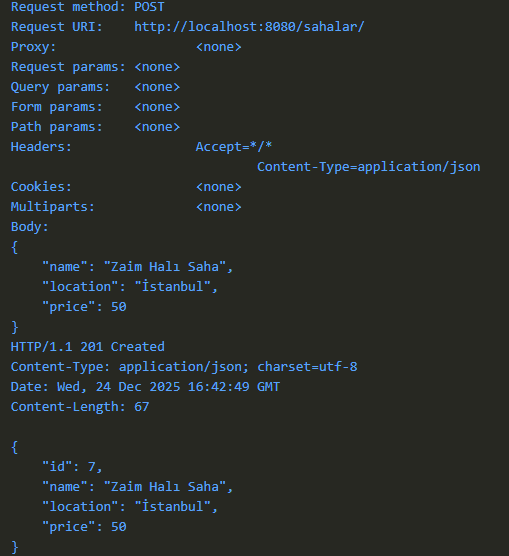 Request method: POST
Request URI: http://localhost:8080/sahalar/
Proxy: <none>
Request params: <none>
Query params: <none>
Form params: <none>
Path params: <none>
Headers: Accept=*/*
Content-Type=application/json
Cookies: <none>
Multiparts: <none>
Body:
{
    "name": "Zaim Halı Saha",
    "location": "İstanbul",
    "price": 50
}
HTTP/1.1 201 Created
Content-Type: application/json; charset=utf-8
Date: Wed, 24 Dec 2025 16:42:49 GMT
Content-Length: 67

{
    "id": 7,
    "name": "Zaim Halı Saha",
    "location": "İstanbul",
    "price": 50
}